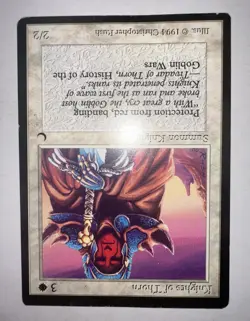 Knights of Thorn
3
Summon Knights
Protection from red, banding
"With a great cry, the Goblin host
broke and ran as the first wave of
Knights penetrated its ranks."
—Tivadar of Thorn, History of the
Goblin Wars
Illus. © 1994 Christopher Rush
2/2